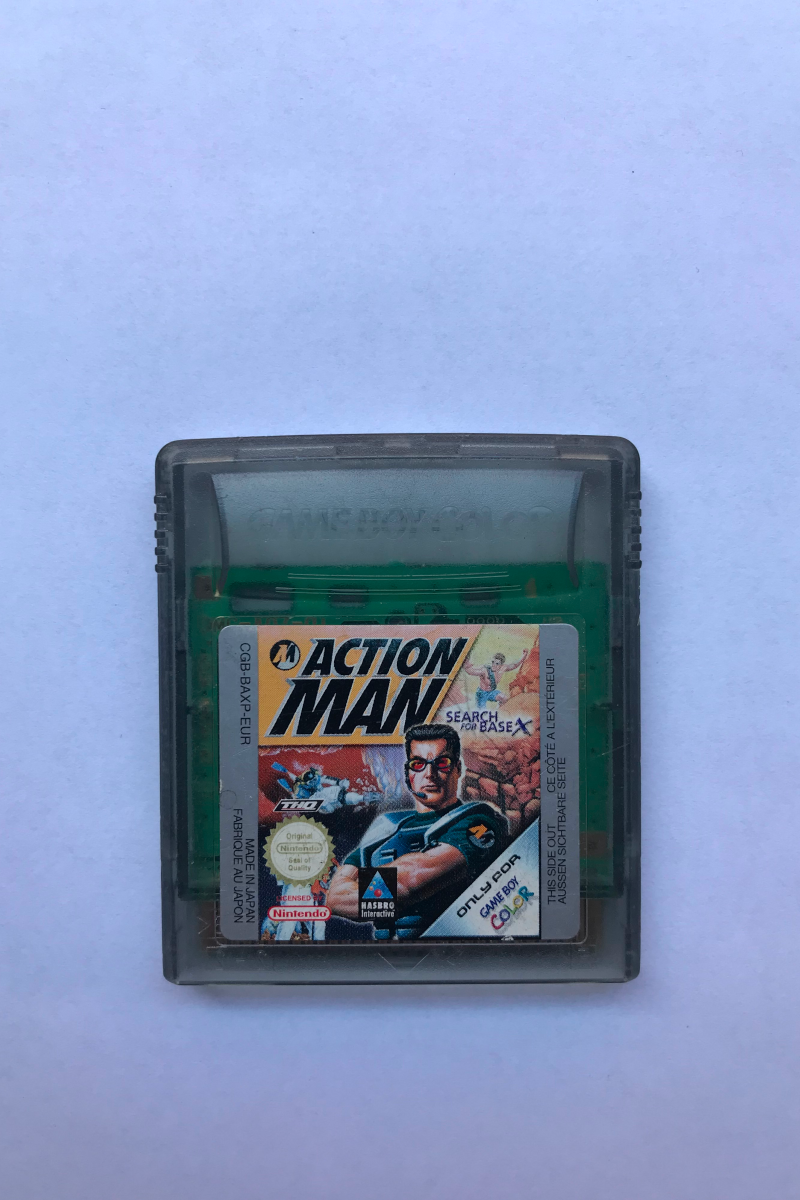 GAME BOY COLOR
CGB-BAXP-EUR
MADE IN JAPAN
FABRIQUE AU JAPON
ACTION
MAN
SEARCH
FOR BASE X
THQ
Original
Nintendo
Seal of
Quality
LICENSED BY
Nintendo
HASBRO
Interactive
ONLY FOR
GAME BOY
COLOR
THIS SIDE OUT CE CÔTÉ A L'EXTÉRIEUR
AUSSEN SICHTBARE SEITE